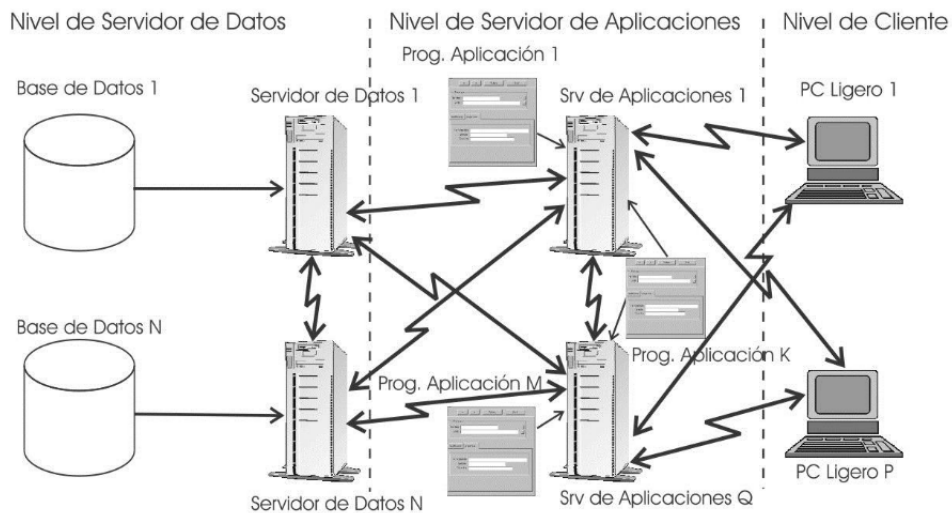 Nivel de Servidor de Datos
Nivel de Servidor de Aplicaciones
Nivel de Cliente
Prog. Aplicación 1
Base de Datos 1
Servidor de Datos 1
Srv de Aplicaciones 1
PC Ligero 1
Base de Datos N
Prog. Aplicación K
Prog. Aplicación M
PC Ligero P
Servidor de Datos N
Srv de Aplicaciones Q